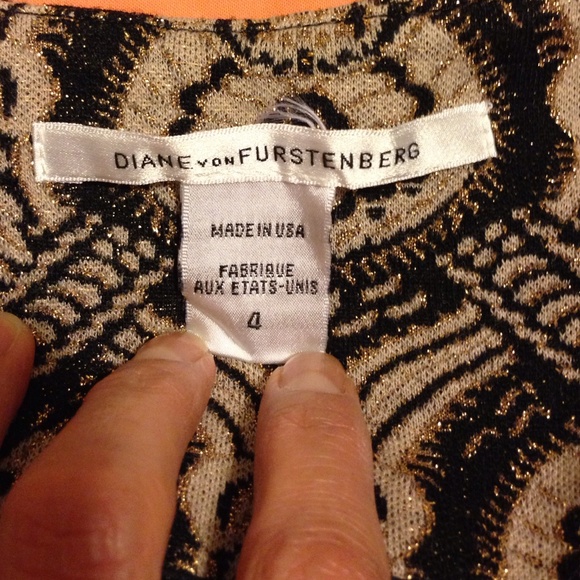 DIANE VON FURSTENBERG
MADE IN USA
FABRIQUE
AUX ETATS-UNIS
4